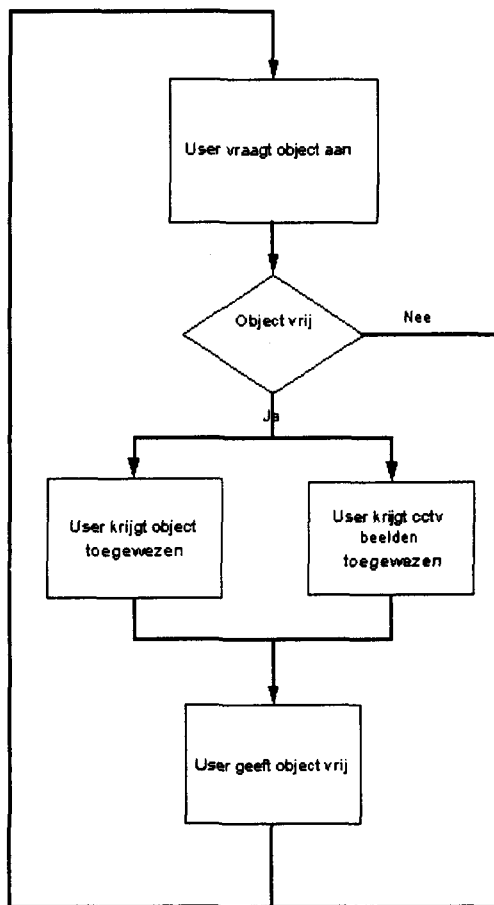 User vraagt object aan
Object vrij
Nee
Ja
User krijgt object
toegewezen
User krijgt cctv
beelden
toegewezen
User geeft object vrij